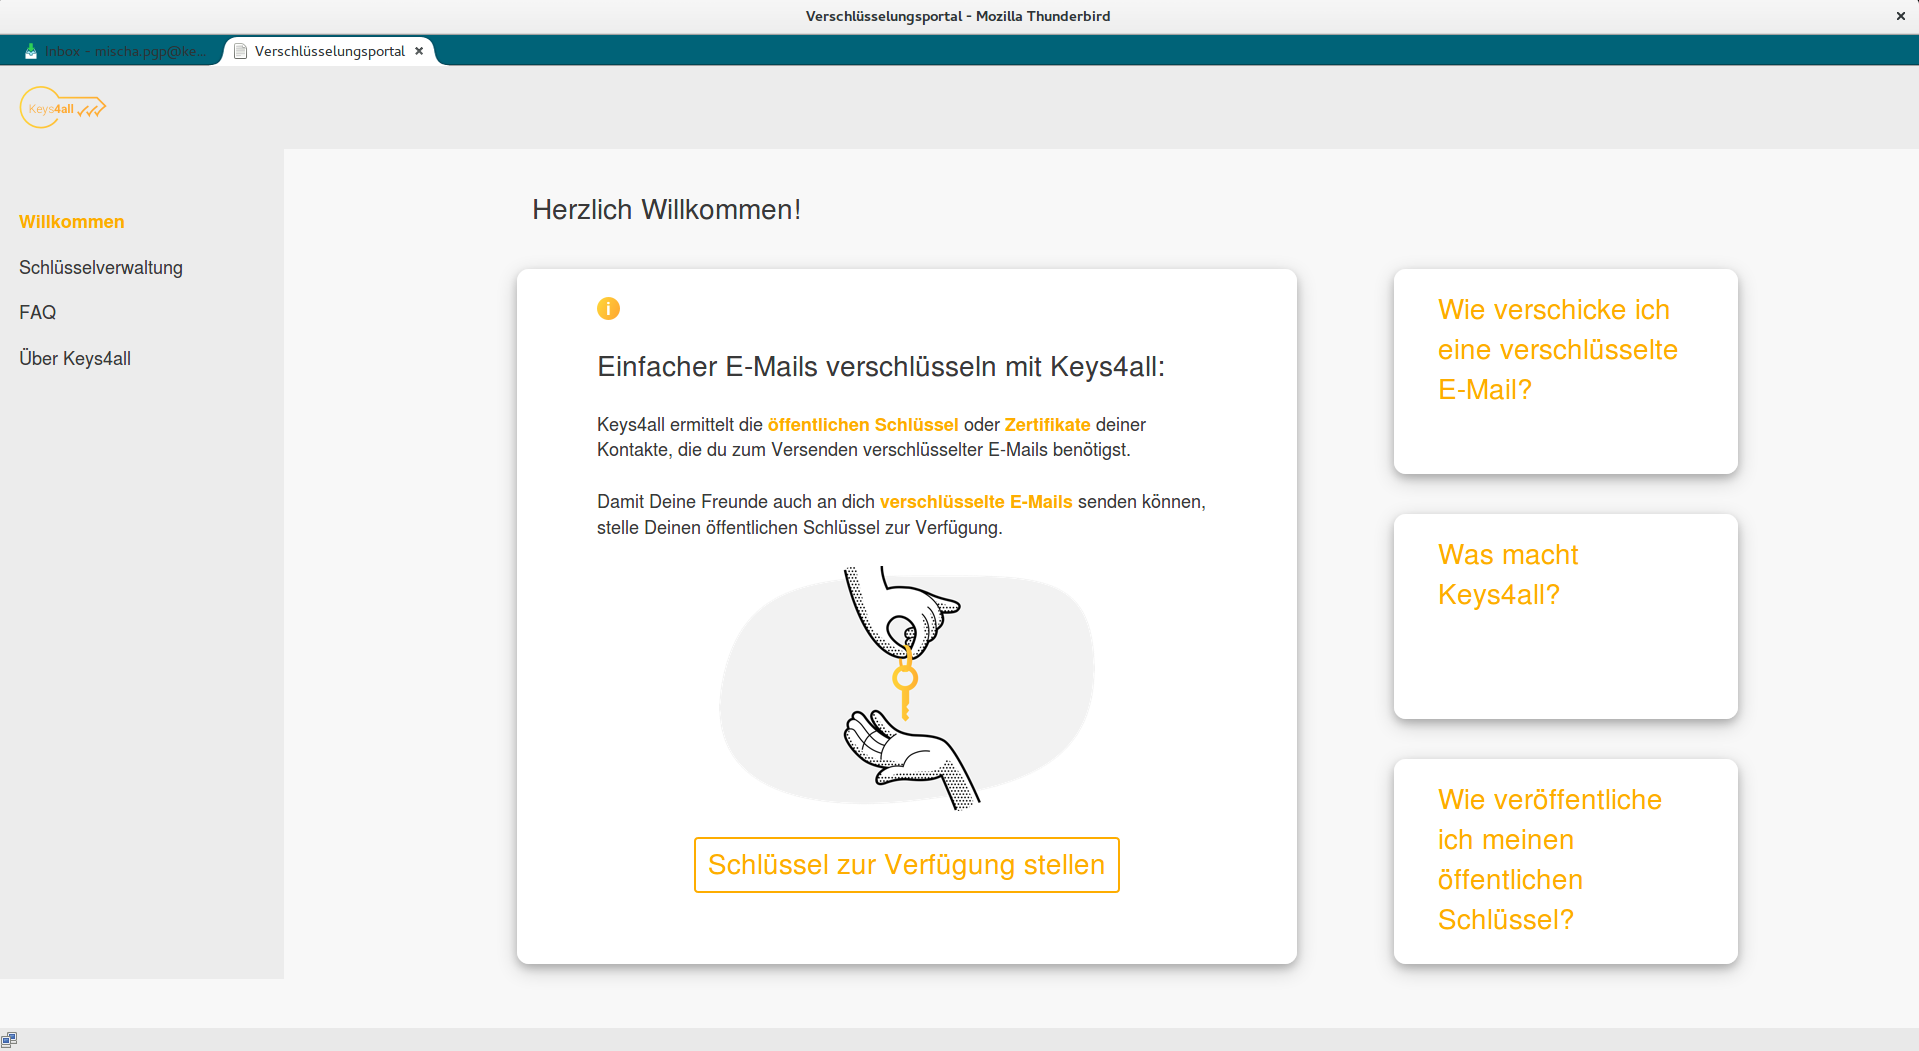 Verschlüsselungsportal - Mozilla Thunderbird
Inbox - mischa.pgp@ke...
Verschlüsselungsportal
Keys4all
Willkommen
Schlüsselverwaltung
FAQ
Über Keys4all
Herzlich Willkommen!
Einfacher E-Mails verschlüsseln mit Keys4all:
Keys4all ermittelt die öffentlichen Schlüssel oder Zertifikate deiner
Kontakte, die du zum Versenden verschlüsselter E-Mails benötigst.
Damit Deine Freunde auch an dich verschlüsselte E-Mails senden können,
stelle Deinen öffentlichen Schlüssel zur Verfügung.
Schlüssel zur Verfügung stellen
Wie verschicke ich
eine verschlüsselte
E-Mail?
Was macht
Keys4all?
Wie veröffentliche
ich meinen
öffentlichen
Schlüssel?